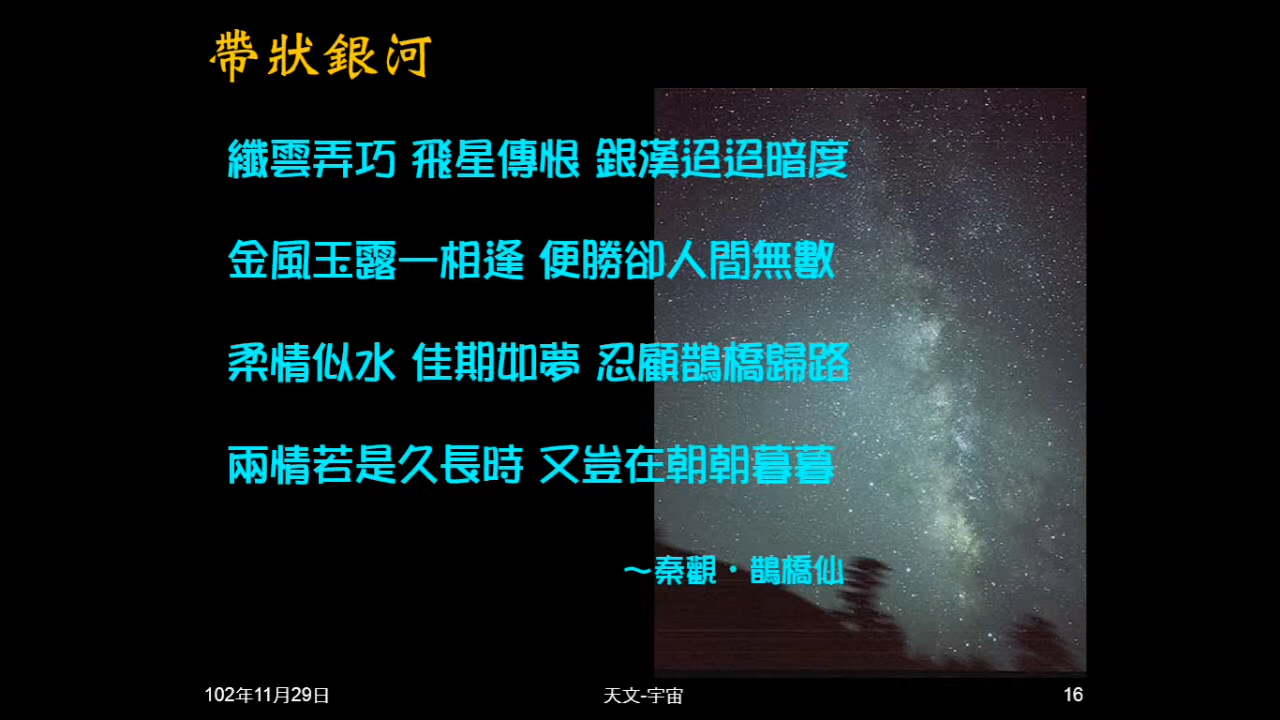 帶狀銀河
纖雲弄巧 飛星傳恨 銀漢迢迢暗度
金風玉露一相逢 便勝卻人間無數
柔情似水 佳期如夢 忍顧鵲橋歸路
兩情若是久長時 又豈在朝朝暮暮
～秦觀‧鵲橋仙
102年11月29日 天文-宇宙 16